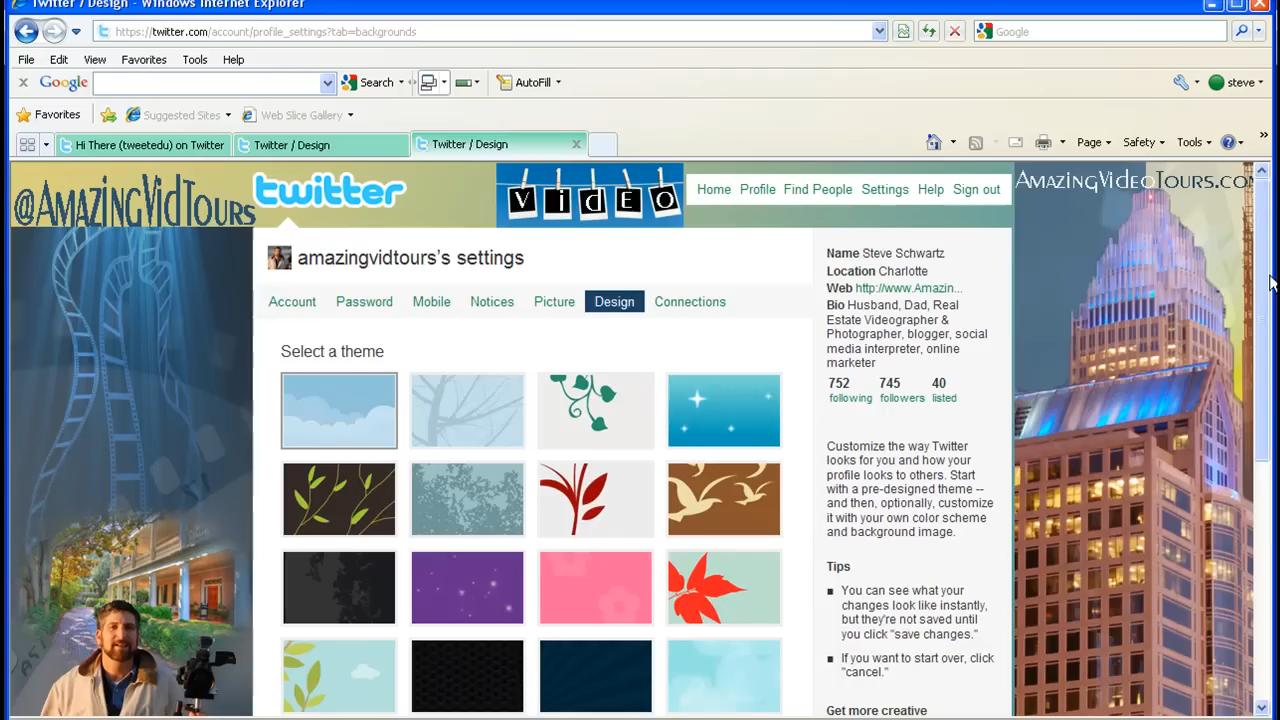 Twitter / Design - Windows Internet Explorer
https://twitter.com/account/profile_settings?tab=backgrounds
Google
File Edit View Favorites Tools Help
Google Search AutoFill steve
Favorites Suggested Sites Web Slice Gallery
Hi There (tweetedu) on Twitter Twitter / Design Twitter / Design Page Safety Tools
@AmazingVidTours twitter ViDEO Home Profile Find People Settings Help Sign out AmazingVideoTours.com
amazingvidtours's settings
Account Password Mobile Notices Picture Design Connections
Select a theme
Name Steve Schwartz
Location Charlotte
Web http://www.Amazin...
Bio Husband, Dad, Real
Estate Videographer &
Photographer, blogger, social
media interpreter, online
marketer
752 745 40
following followers listed
Customize the way Twitter
looks for you and how your
profile looks to others. Start
with a pre-designed theme --
and then, optionally, customize
it with your own color scheme
and background image.
Tips
You can see what your
changes look like instantly,
but they're not saved until
you click "save changes."
If you want to start over, click
"cancel."
Get more creative